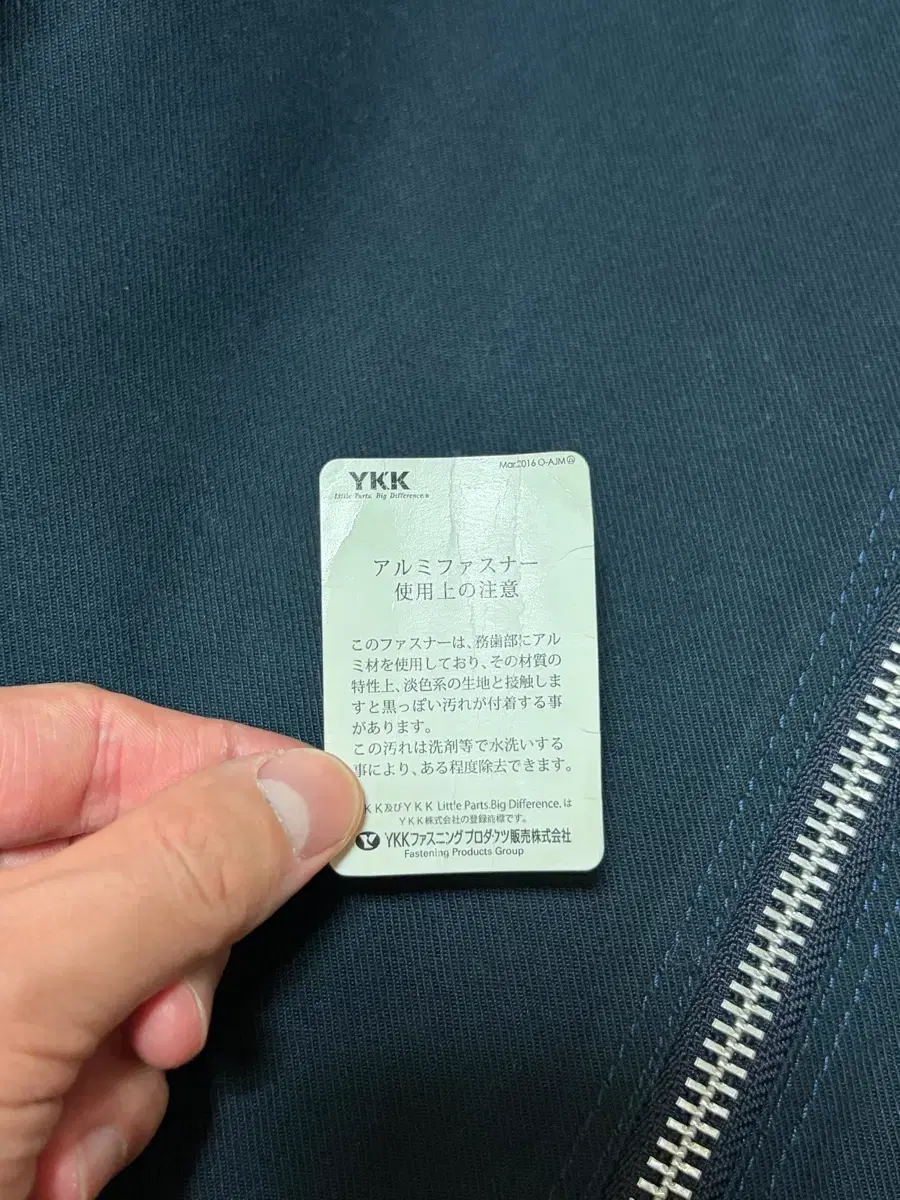 YKK
Little Parts. Big Difference.®
Mar.2016 O-AJM
アルミファスナー
使用上の注意
このファスナーは、務歯部にアル
ミ材を使用しており、その材質の
特性上、淡色系の生地と接触しま
すと黒っぽい汚れが付着する事
があります。
この汚れは洗剤等で水洗いする
事により、ある程度除去できます。
KK及びYKK Little Parts.Big Difference.は
YKK株式会社の登録商標です。
YKKファスニングプロダクツ販売株式会社
Fastening Products Group